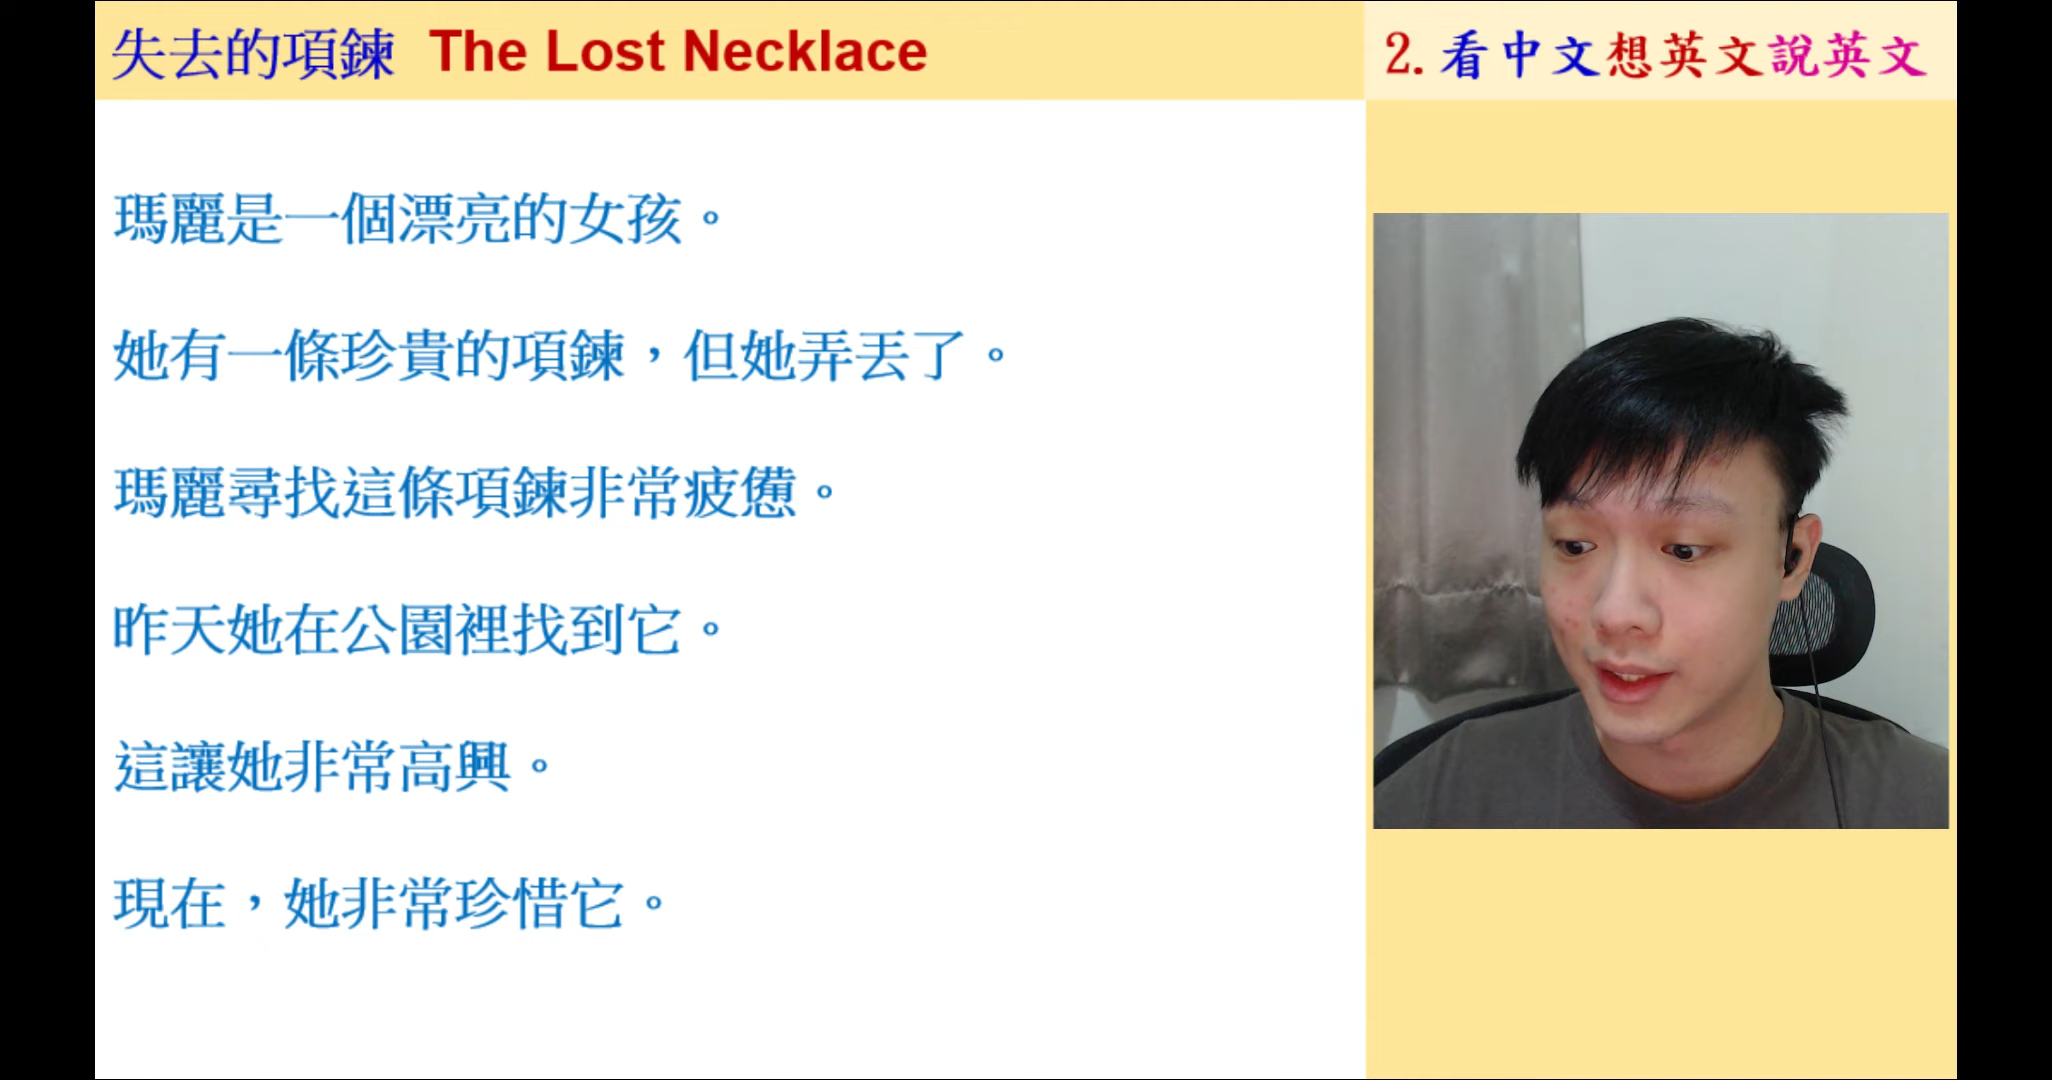 失去的項鍊 The Lost Necklace
2. 看中文想英文說英文
瑪麗是一個漂亮的女孩。
她有一條珍貴的項鍊，但她弄丟了。
瑪麗尋找這條項鍊非常疲憊。
昨天她在公園裡找到它。
這讓她非常高興。
現在，她非常珍惜它。